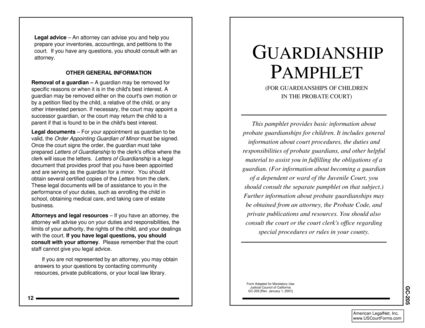 Legal advice – An attorney can advise you and help you
prepare your inventories, accountings, and petitions to the
court. If you have any questions, you should consult with an
attorney.
OTHER GENERAL INFORMATION
Removal of a guardian – A guardian may be removed for
specific reasons or when it is in the child's best interest. A
guardian may be removed either on the court's own motion or
by a petition filed by the child, a relative of the child, or any
other interested person. If necessary, the court may appoint a
successor guardian, or the court may return the child to a
parent if that is found to be in the child's best interest.
Legal documents – For your appointment as guardian to be
valid, the Order Appointing Guardian of Minor must be signed.
Once the court signs the order, the guardian must take
prepared Letters of Guardianship to the clerk's office where the
clerk will issue the letters. Letters of Guardianship is a legal
document that provides proof that you have been appointed
and are serving as the guardian for a minor. You should
obtain several certified copies of the Letters from the clerk.
These legal documents will be of assistance to you in the
performance of your duties, such as enrolling the child in
school, obtaining medical care, and taking care of estate
business.
Attorneys and legal resources – If you have an attorney, the
attorney will advise you on your duties and responsibilities, the
limits of your authority, the rights of the child, and your dealings
with the court. If you have legal questions, you should
consult with your attorney. Please remember that the court
staff cannot give you legal advice.
If you are not represented by an attorney, you may obtain
answers to your questions by contacting community
resources, private publications, or your local law library.
12
GUARDIANSHIP
PAMPHLET
(FOR GUARDIANSHIPS OF CHILDREN
IN THE PROBATE COURT)
This pamphlet provides basic information about
probate guardianships for children. It includes general
information about court procedures, the duties and
responsibilities of probate guardians, and other helpful
material to assist you in fulfilling the obligations of a
guardian. (For information about becoming a guardian
of a dependent or ward of the Juvenile Court, you
should consult the separate pamphlet on that subject.)
Further information about probate guardianships may
be obtained from an attorney, the Probate Code, and
private publications and resources. You should also
consult the court or the court clerk's office regarding
special procedures or rules in your county.
Form Adopted for Mandatory Use
Judicial Council of California
GC-205 [Rev. January 1, 2001]
GC-205
American LegalNet, Inc.
www.USCourtForms.com